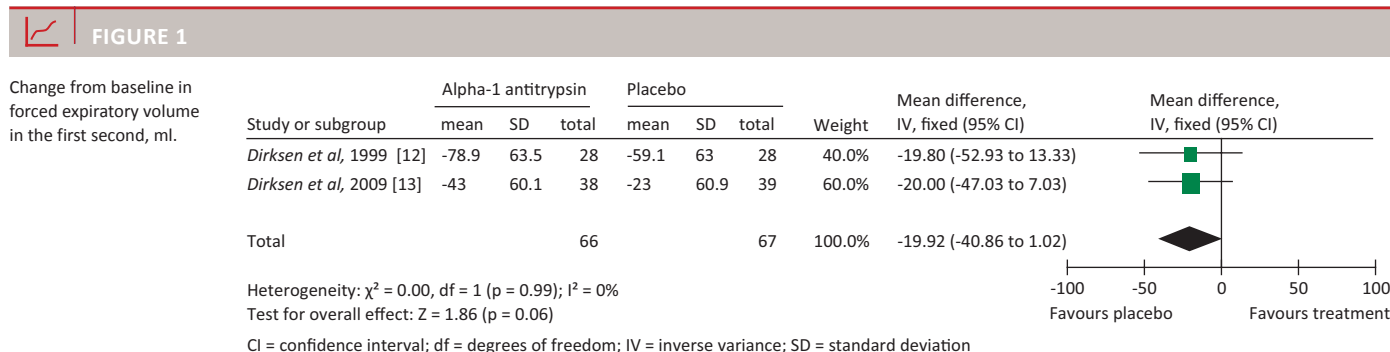 FIGURE 1
Change from baseline in
forced expiratory volume
in the first second, ml.
Alpha-1 antitrypsin Placebo Mean difference, Mean difference,
Study or subgroup mean SD total mean SD total Weight IV, fixed (95% CI) IV, fixed (95% CI)
Dirksen et al, 1999 [12] -78.9 63.5 28 -59.1 63 28 40.0% -19.80 (-52.93 to 13.33)
Dirksen et al, 2009 [13] -43 60.1 38 -23 60.9 39 60.0% -20.00 (-47.03 to 7.03)
Total 66 67 100.0% -19.92 (-40.86 to 1.02)
Heterogeneity: χ² = 0.00, df = 1 (p = 0.99); I² = 0%
Test for overall effect: Z = 1.86 (p = 0.06)
-100 -50 0 50 100
Favours placebo Favours treatment
CI = confidence interval; df = degrees of freedom; IV = inverse variance; SD = standard deviation